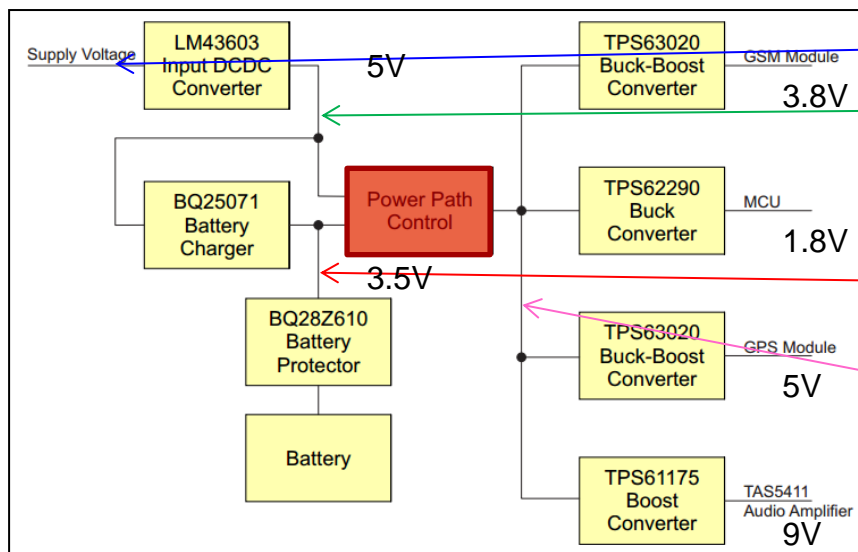 Supply Voltage
LM43603
Input DCDC
Converter
5V
TPS63020
Buck-Boost
Converter
GSM Module
3.8V
BQ25071
Battery
Charger
Power Path
Control
TPS62290
Buck
Converter
MCU
1.8V
3.5V
BQ28Z610
Battery
Protector
TPS63020
Buck-Boost
Converter
GPS Module
5V
Battery
TPS61175
Boost
Converter
TAS5411
Audio Amplifier
9V